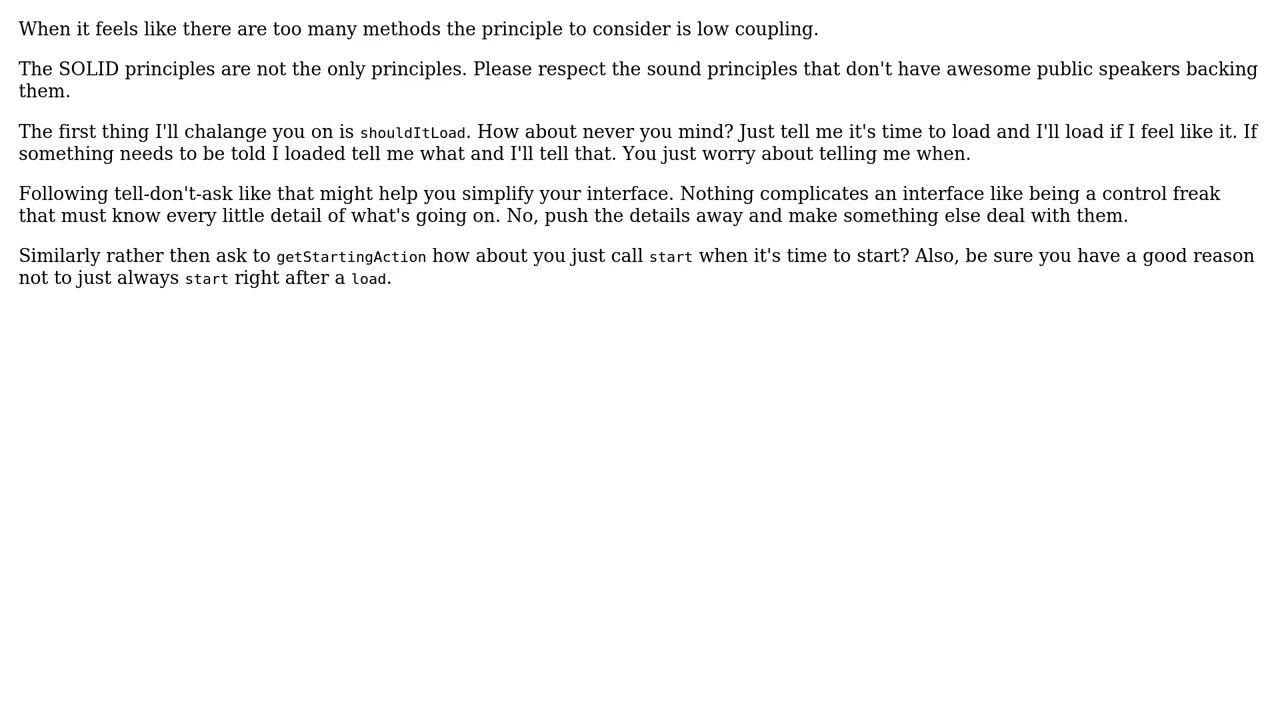 When it feels like there are too many methods the principle to consider is low coupling.
The SOLID principles are not the only principles. Please respect the sound principles that don't have awesome public speakers backing
them.
The first thing I'll chalange you on is shouldItLoad. How about never you mind? Just tell me it's time to load and I'll load if I feel like it. If
something needs to be told I loaded tell me what and I'll tell that. You just worry about telling me when.
Following tell-don't-ask like that might help you simplify your interface. Nothing complicates an interface like being a control freak
that must know every little detail of what's going on. No, push the details away and make something else deal with them.
Similarly rather then ask to getStartingAction how about you just call start when it's time to start? Also, be sure you have a good reason
not to just always start right after a load.